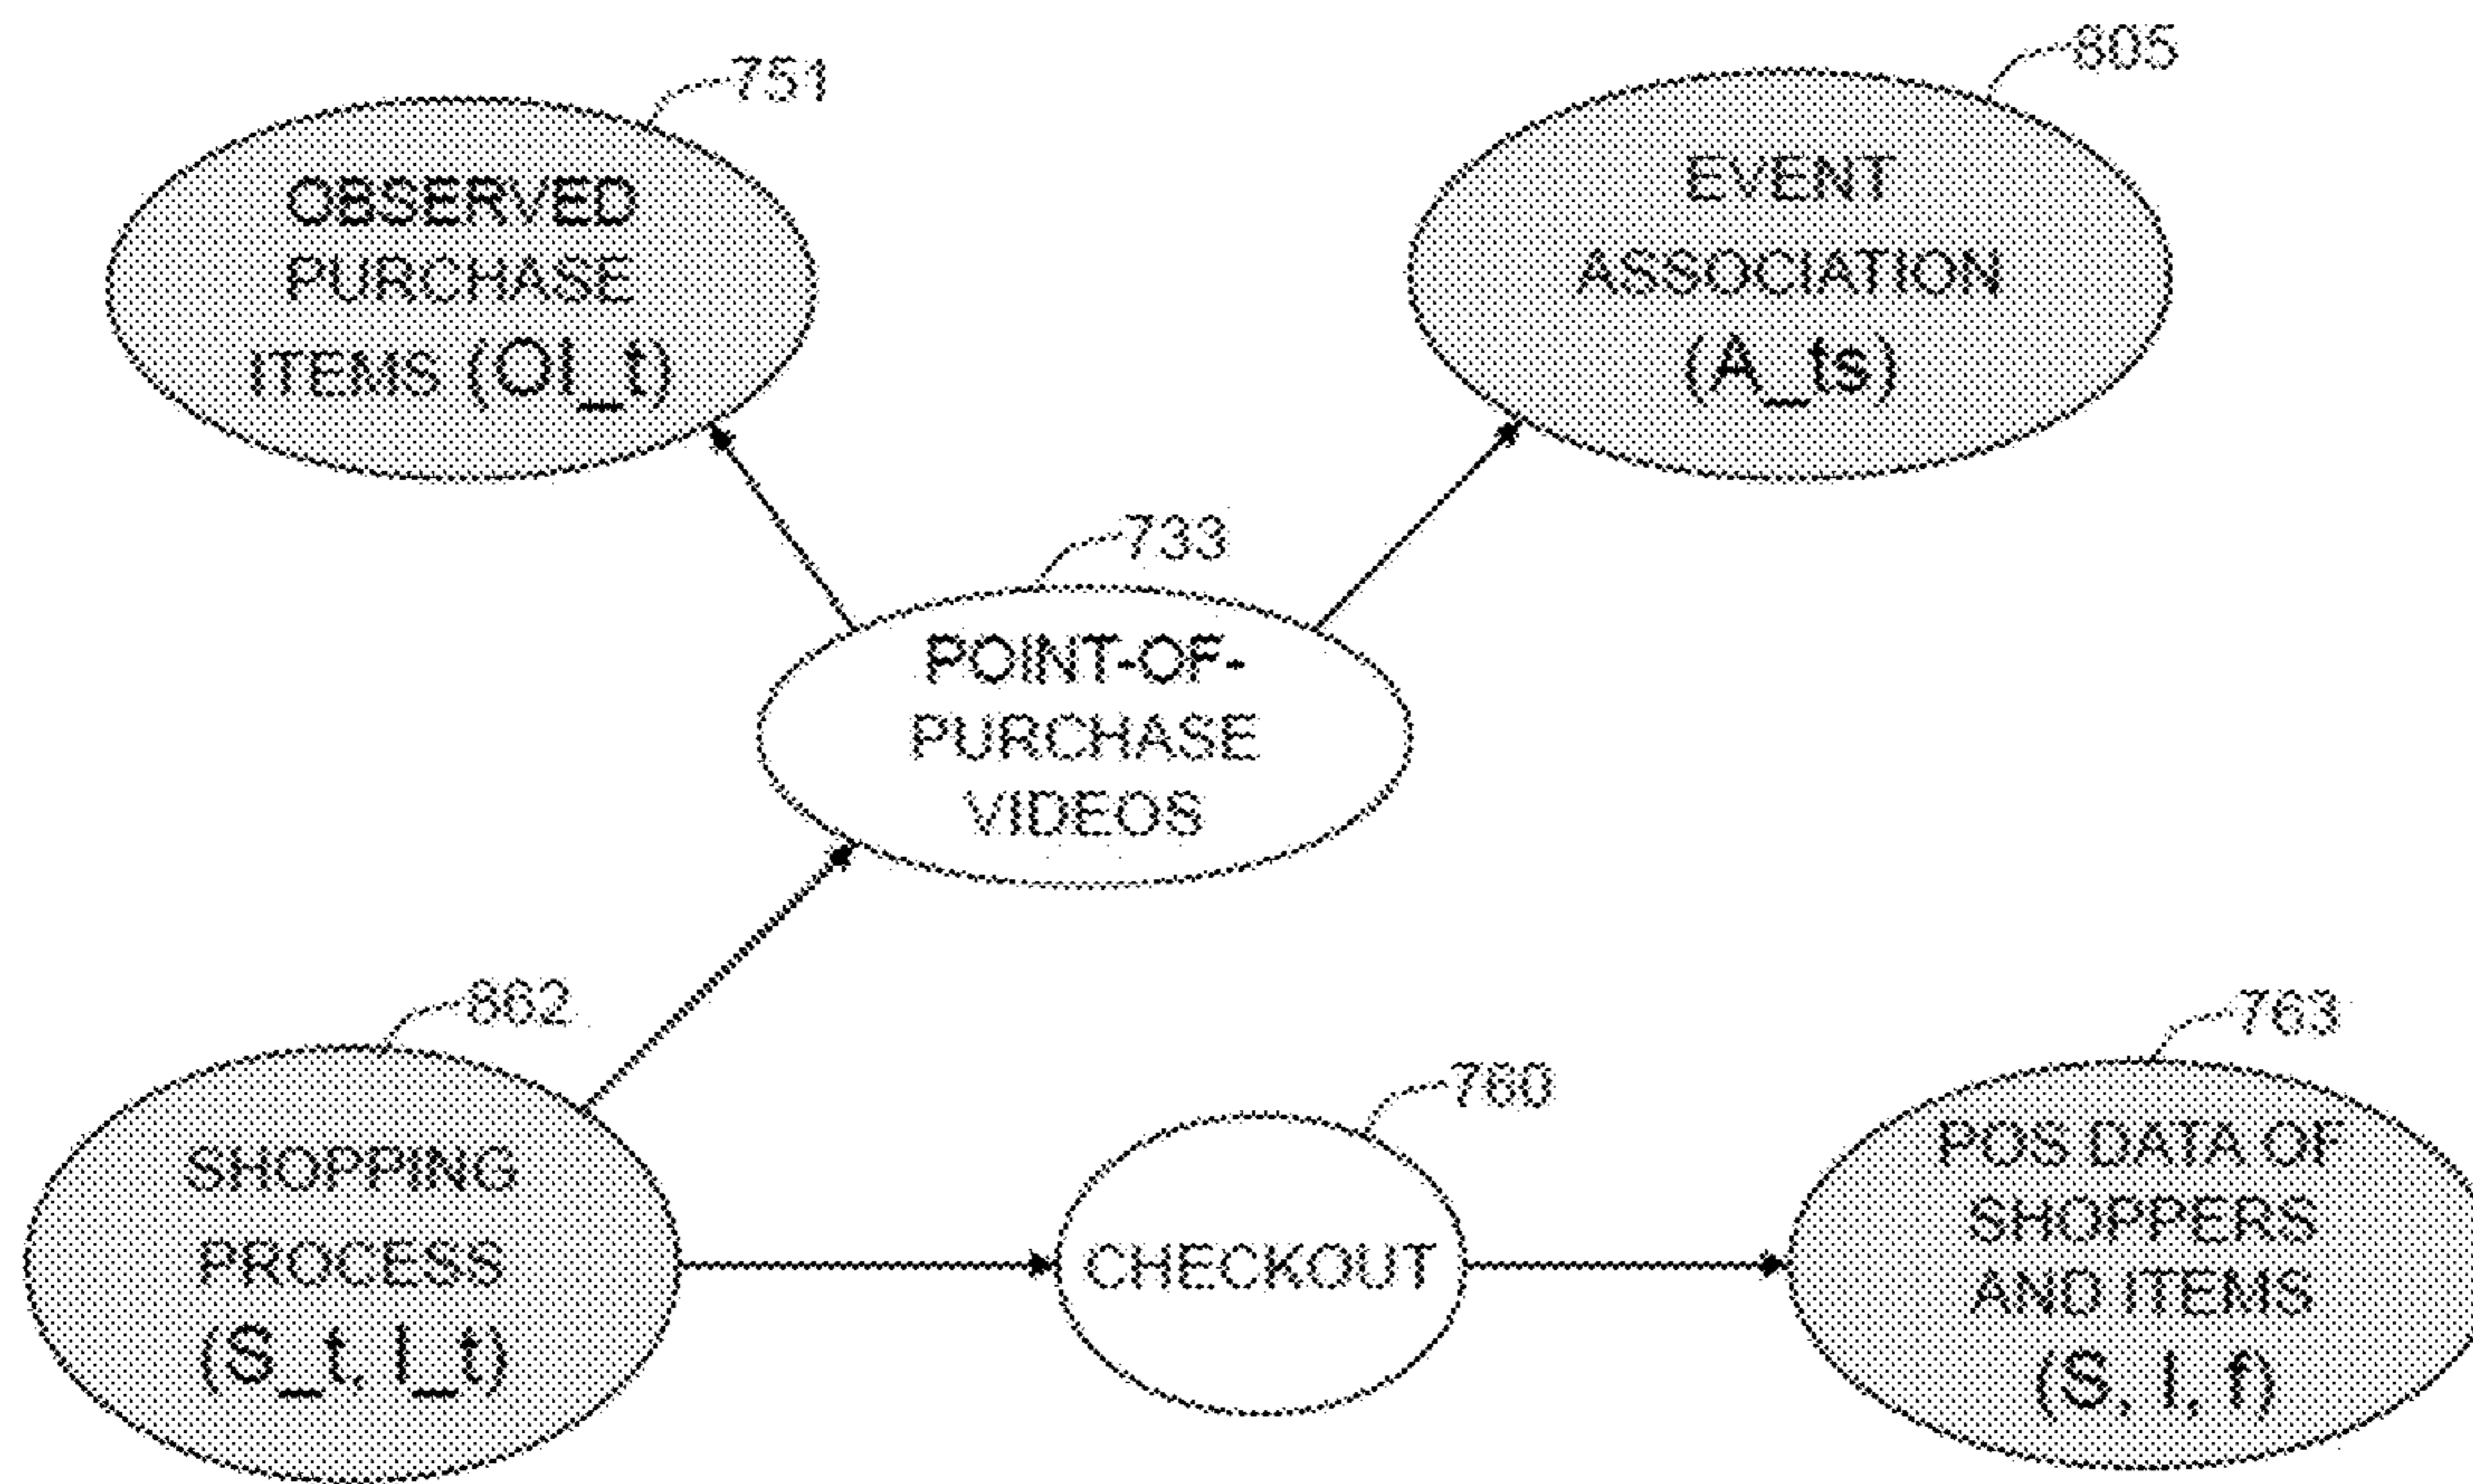 751
805
OBSERVED
PURCHASE
ITEMS (OI_t)
EVENT
ASSOCIATION
(A_ts)
733
POINT-OF-
PURCHASE
VIDEOS
862
763
760
SHOPPING
PROCESS
(S_t, I_t)
CHECKOUT
POS DATA OF
SHOPPERS
AND ITEMS
(S, I, f)